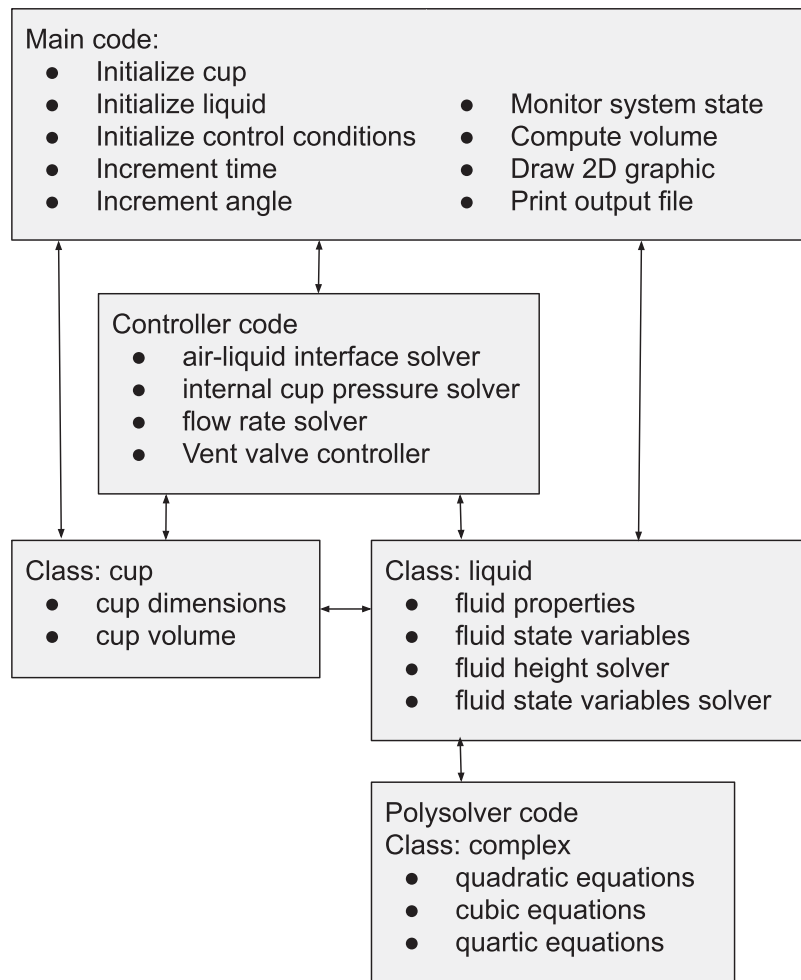 Main code:
● Initialize cup
● Initialize liquid
● Initialize control conditions
● Increment time
● Increment angle
● Monitor system state
● Compute volume
● Draw 2D graphic
● Print output file
Controller code
● air-liquid interface solver
● internal cup pressure solver
● flow rate solver
● Vent valve controller
Class: cup
● cup dimensions
● cup volume
Class: liquid
● fluid properties
● fluid state variables
● fluid height solver
● fluid state variables solver
Polysolver code
Class: complex
● quadratic equations
● cubic equations
● quartic equations